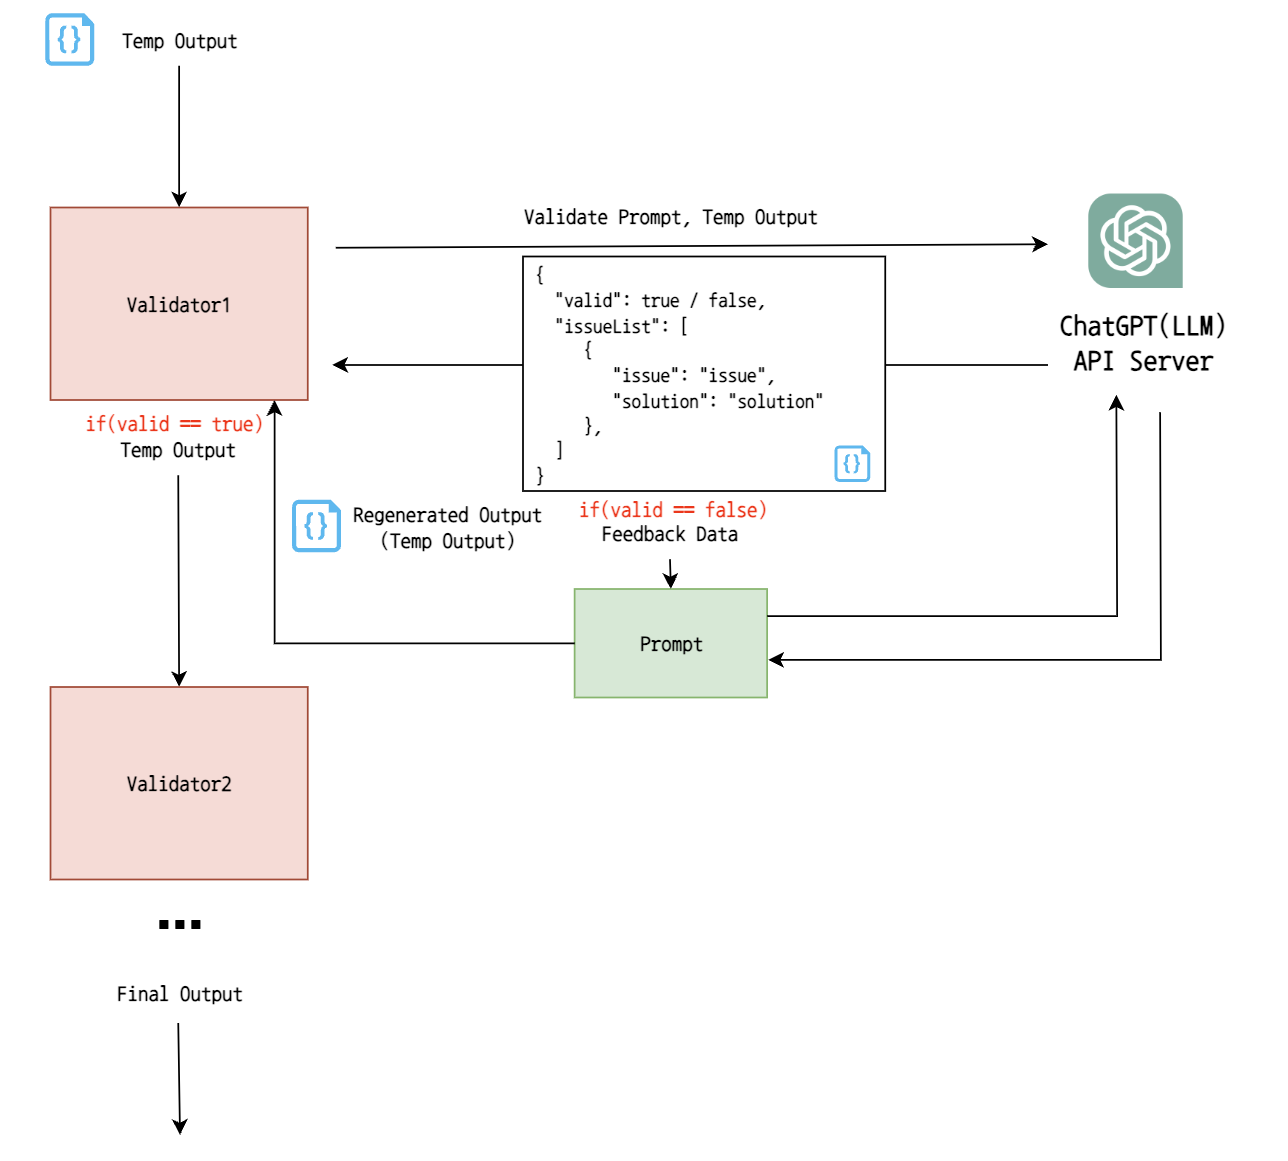 {}
Temp Output
Validate Prompt, Temp Output
Validator1
{
"valid": true / false,
"issueList": [
{
"issue": "issue",
"solution": "solution"
},
]
}
{}
ChatGPT(LLM)
API Server
if(valid == true)
Temp Output
{}
Regenerated Output
(Temp Output)
if(valid == false)
Feedback Data
Prompt
Validator2
...
Final Output